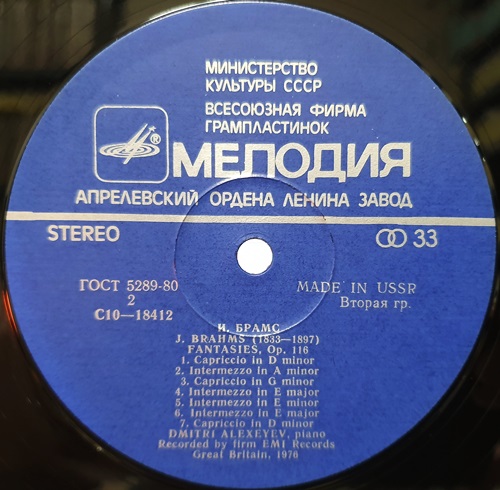 МИНИСТЕРСТВО
КУЛЬТУРЫ СССР
ВСЕСОЮЗНАЯ ФИРМА
ГРАМПЛАСТИНОК
® МЕЛОДИЯ
АПРЕЛЕВСКИЙ ОРДЕНА ЛЕНИНА ЗАВОД
STEREO
33
ГОСТ 5289-80
2
С10—18412
MADE IN USSR
Вторая гр.
И. БРАМС
J. BRAHMS (1833—1897)
FANTASIES, Op. 116
1. Capriccio in D minor
2. Intermezzo in A minor
3. Capriccio in G minor
4. Intermezzo in E major
5. Intermezzo in E minor
6. Intermezzo in E major
7. Capriccio in D minor
DMITRI ALEXEYEV, piano
Recorded by firm EMI Records
Great Britain, 1976